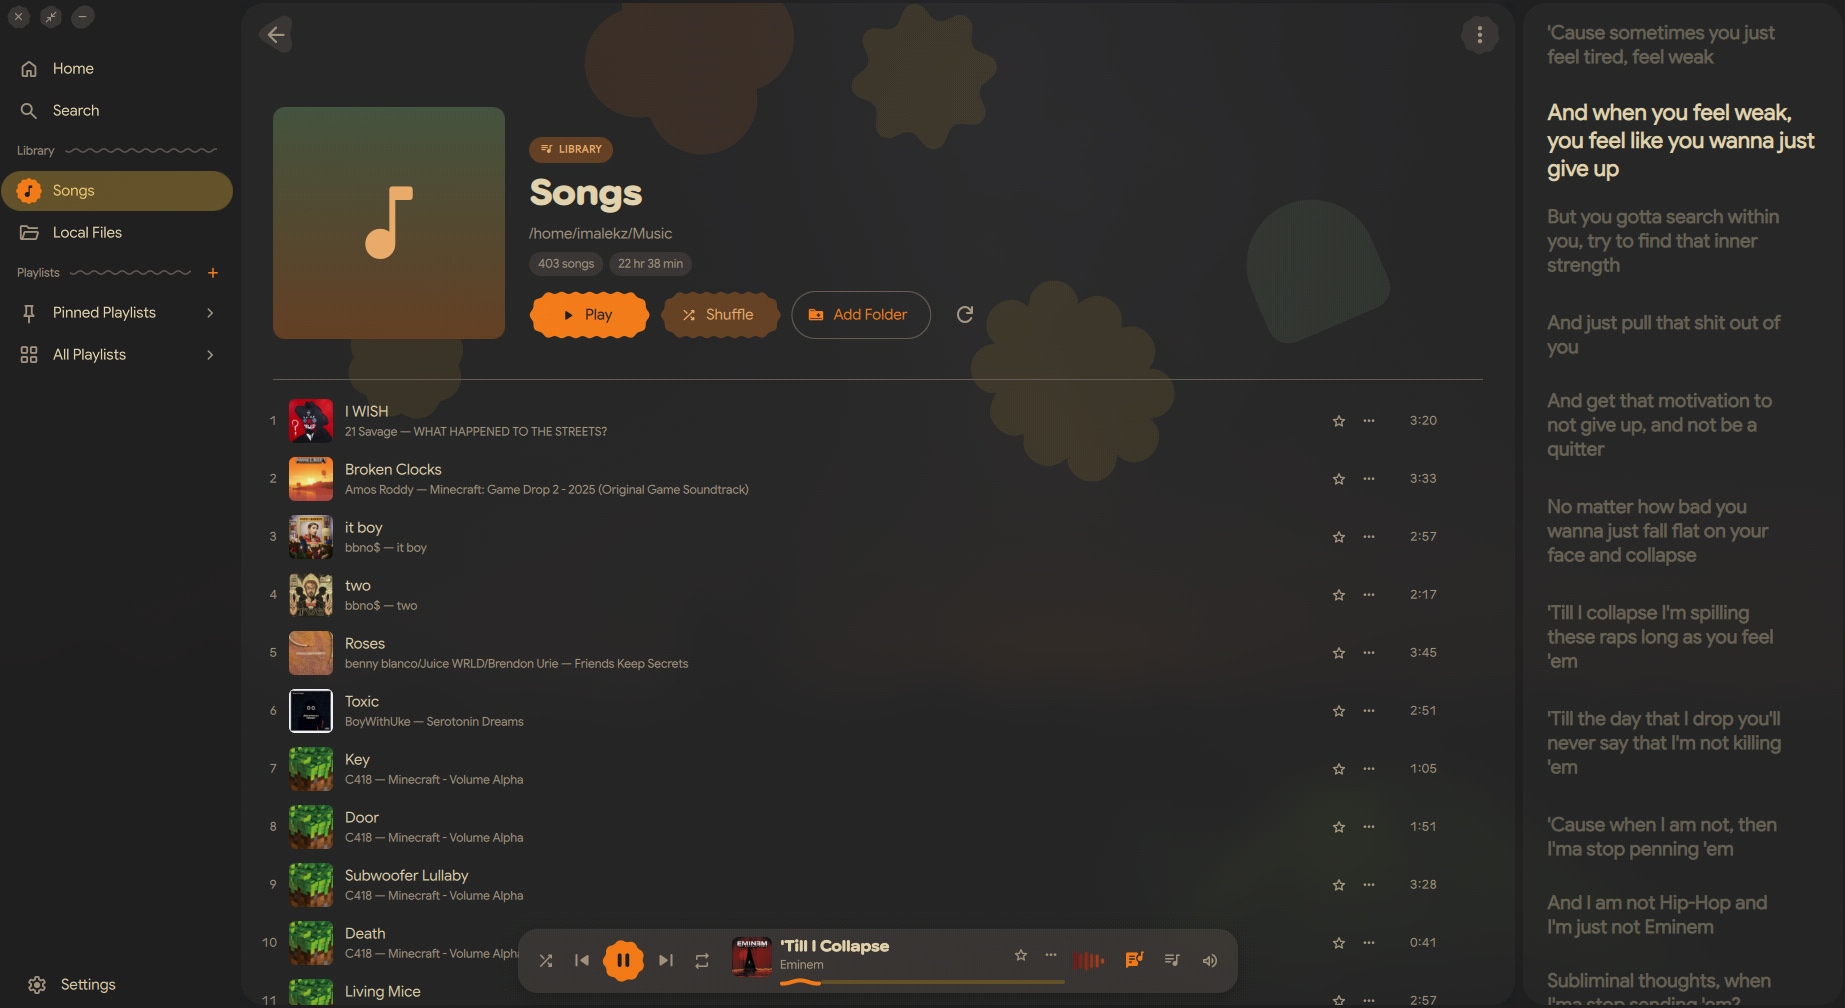 Home
Search
Library
Songs
Local Files
Playlists
Pinned Playlists
All Playlists
Settings
LIBRARY
Songs
/home/imalekz/Music
403 songs 22 hr 38 min
Play Shuffle Add Folder
1 I WISH 3:20
21 Savage — WHAT HAPPENED TO THE STREETS?
2 Broken Clocks 3:33
Amos Roddy — Minecraft: Game Drop 2 - 2025 (Original Game Soundtrack)
3 it boy 2:57
bbno$ — it boy
4 two 2:17
bbno$ — two
5 Roses 3:45
benny blanco/Juice WRLD/Brendon Urie — Friends Keep Secrets
6 Toxic 2:51
BoyWithUke — Serotonin Dreams
7 Key 1:05
C418 — Minecraft - Volume Alpha
8 Door 1:51
C418 — Minecraft - Volume Alpha
9 Subwoofer Lullaby 3:28
C418 — Minecraft - Volume Alpha
10 Death 0:41
C418 — Minecraft - Volume Alph
11 Living Mice 2:57
EMINEM
'Till I Collapse
Eminem
'Cause sometimes you just
feel tired, feel weak
And when you feel weak,
you feel like you wanna just
give up
But you gotta search within
you, try to find that inner
strength
And just pull that shit out of
you
And get that motivation to
not give up, and not be a
quitter
No matter how bad you
wanna just fall flat on your
face and collapse
'Till I collapse I'm spilling
these raps long as you feel
'em
'Till the day that I drop you'll
never say that I'm not killing
'em
'Cause when I am not, then
I'ma stop penning 'em
And I am not Hip-Hop and
I'm just not Eminem
Subliminal thoughts, when
I'ma stop sending 'em?